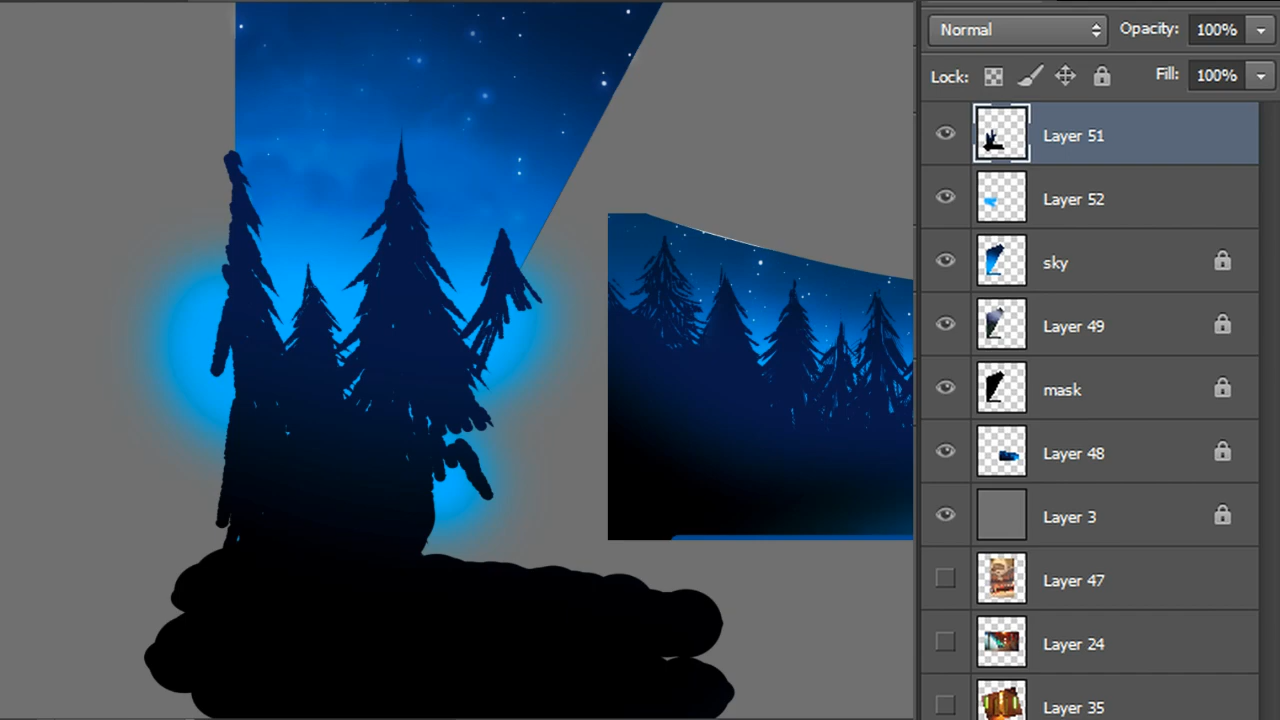 Normal Opacity: 100%
Lock: Fill: 100%
Layer 51
Layer 52
sky
Layer 49
mask
Layer 48
Layer 3
Layer 47
Layer 24
Layer 35